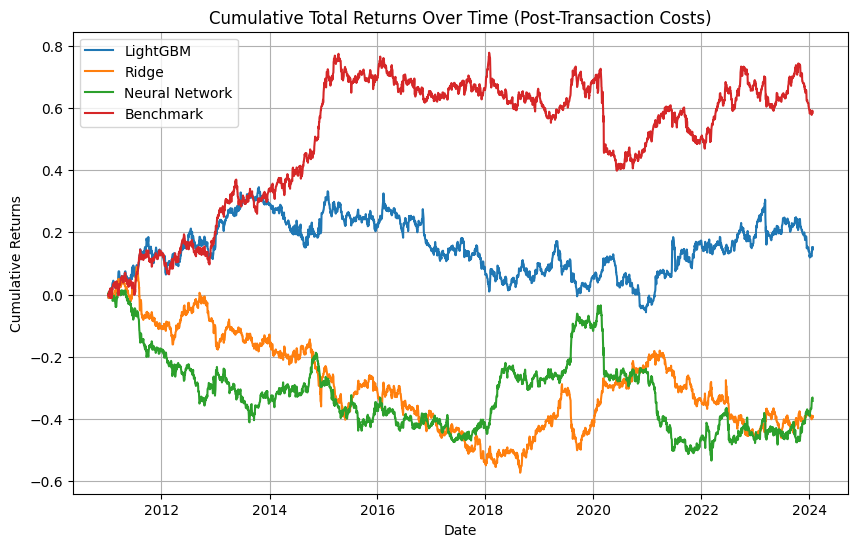 Cumulative Total Returns Over Time (Post-Transaction Costs)
LightGBM
Ridge
Neural Network
Benchmark
Cumulative Returns
0.8
0.6
0.4
0.2
0.0
−0.2
−0.4
−0.6
2012
2014
2016
2018
2020
2022
2024
Date